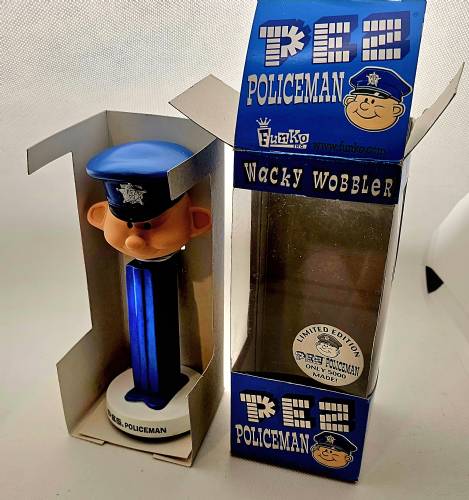 PEZ
POLICEMAN
Funko
INC.
www.funko.com
WACKY WOBBLER
LIMITED EDITION
PEZ POLICEMAN
ONLY 5000
MADE!
PEZ
POLICEMAN
PEZ. POLICEMAN